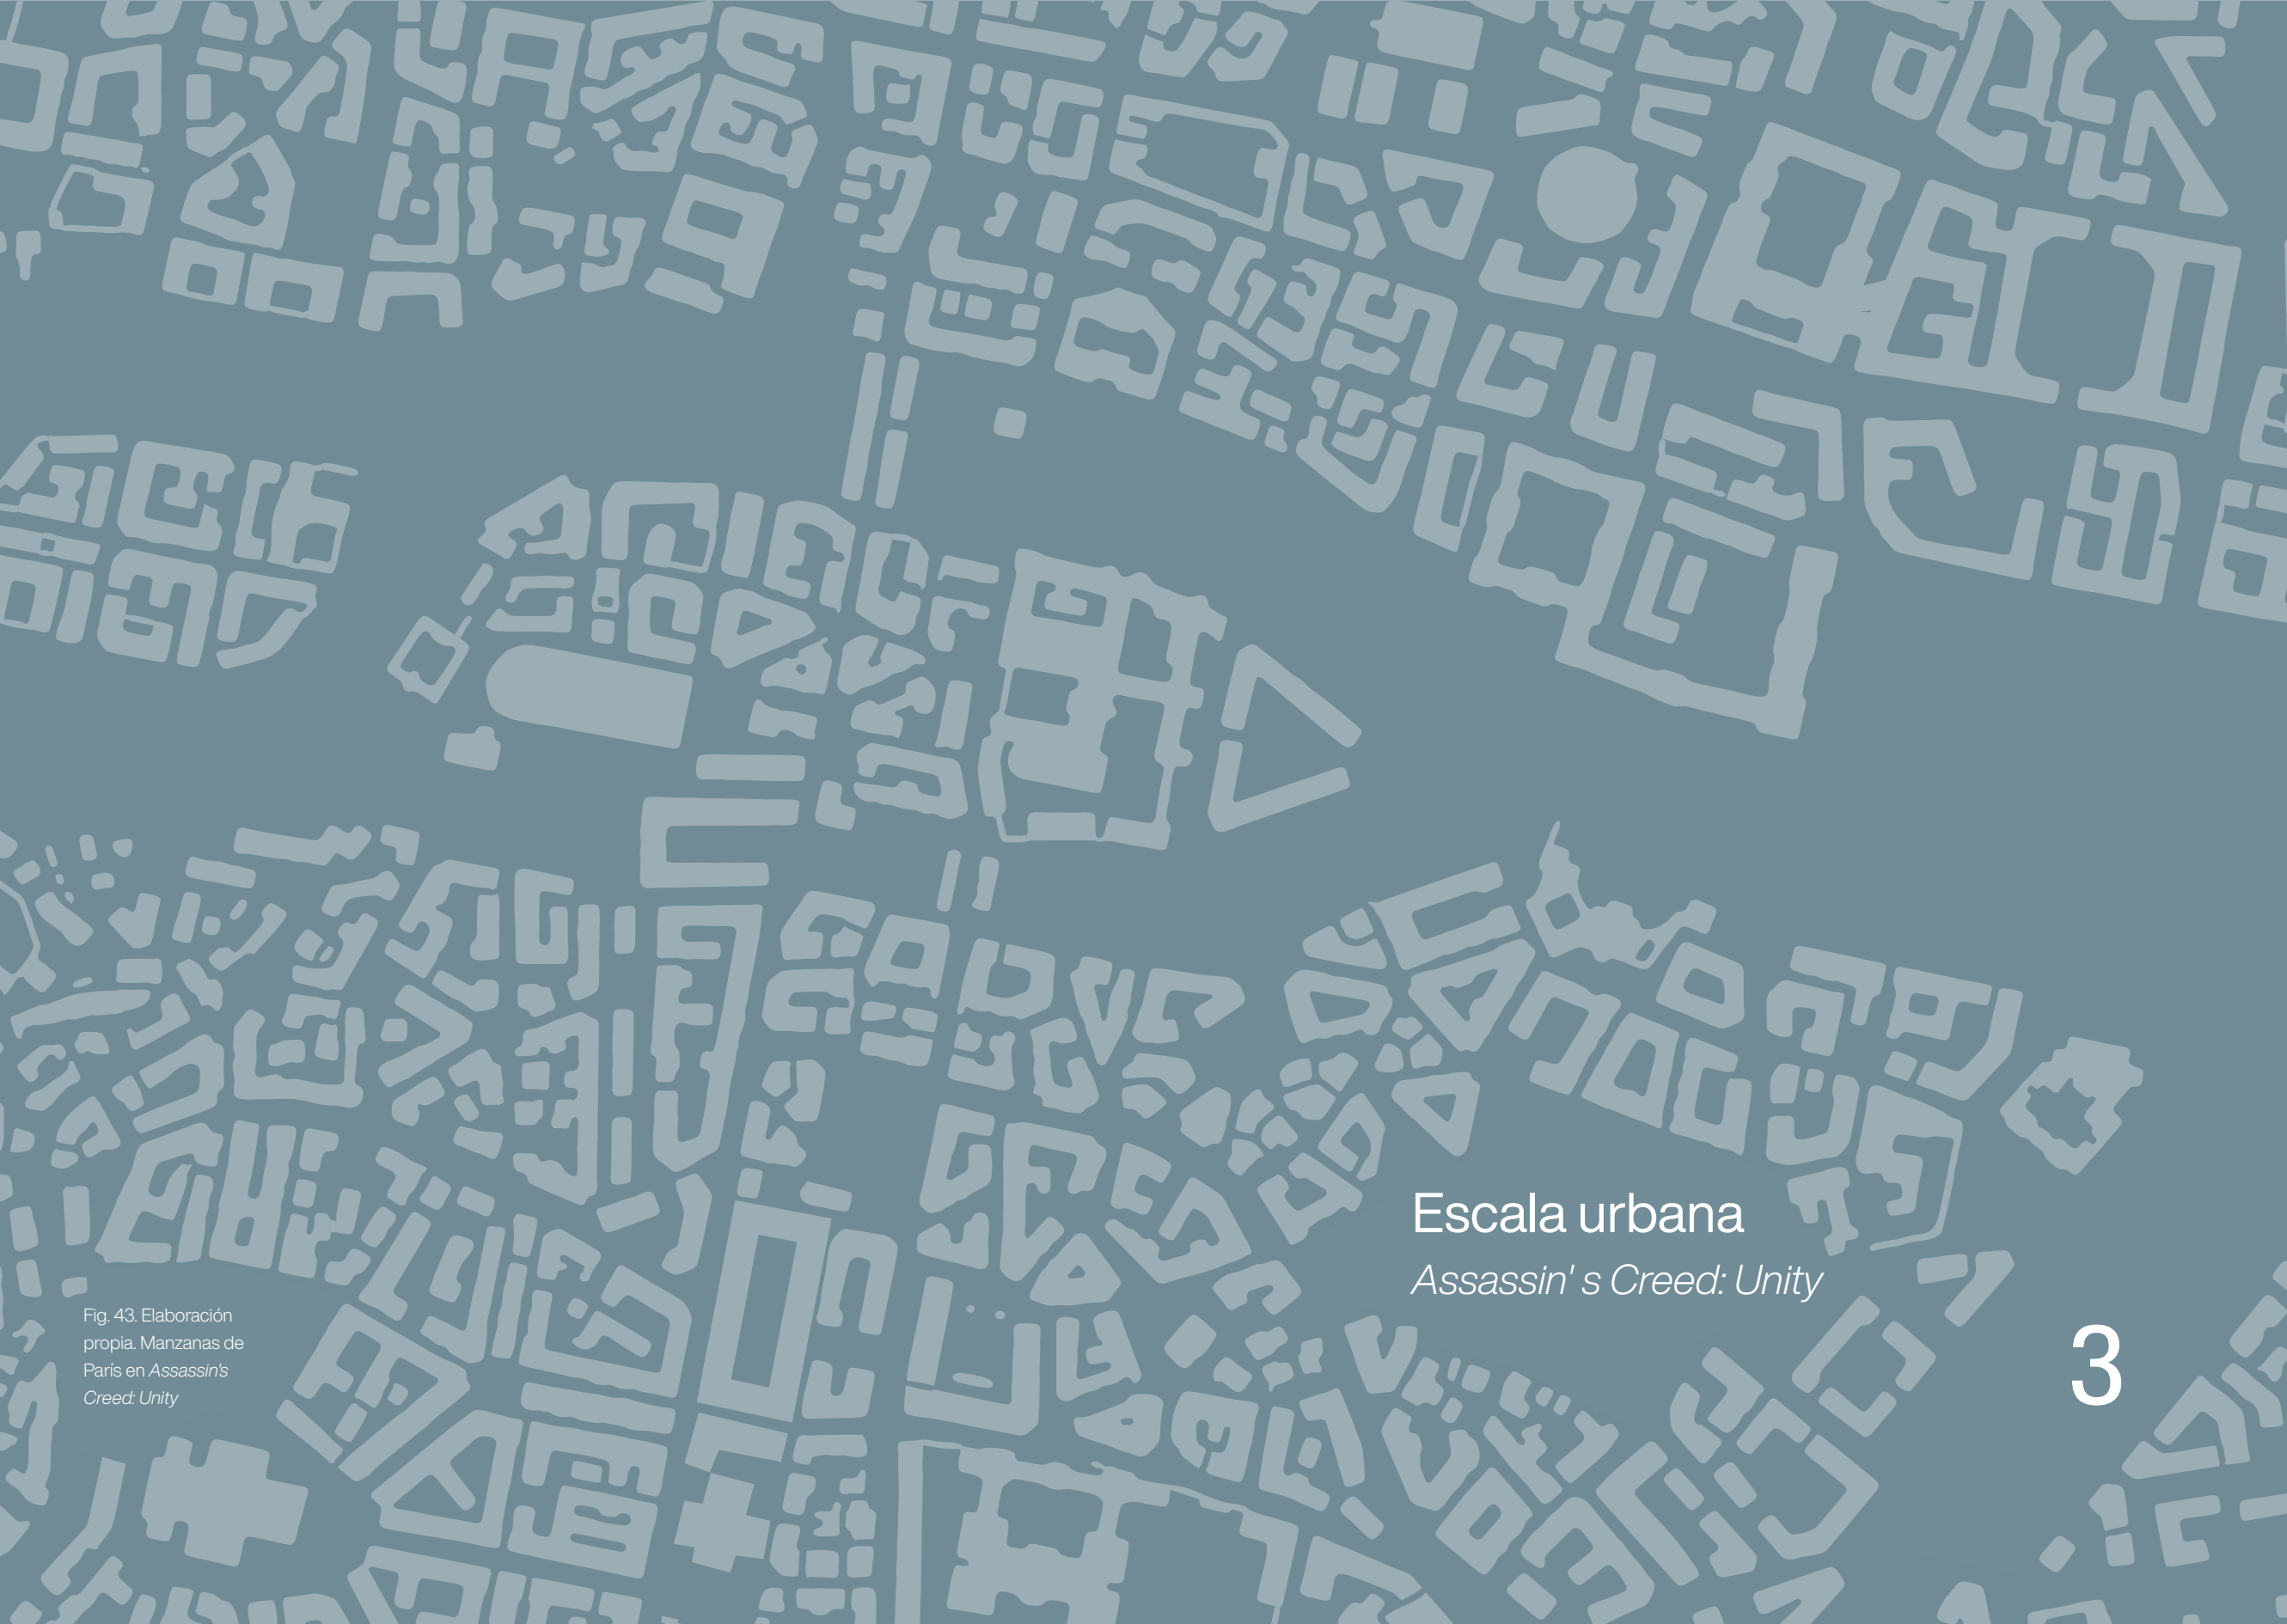 Escala urbana
Assassin' s Creed: Unity
3
Fig. 43. Elaboración
propia. Manzanas de
París en Assassin's
Creed: Unity